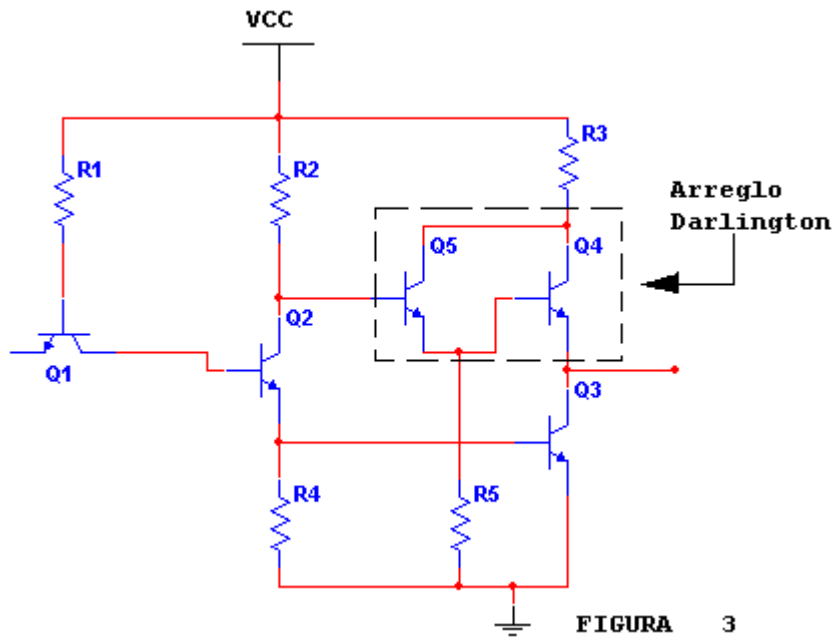 VCC
R1
R2
R3
Arreglo
Darlington
Q5
Q4
Q2
Q1
Q3
R4
R5
FIGURA 3